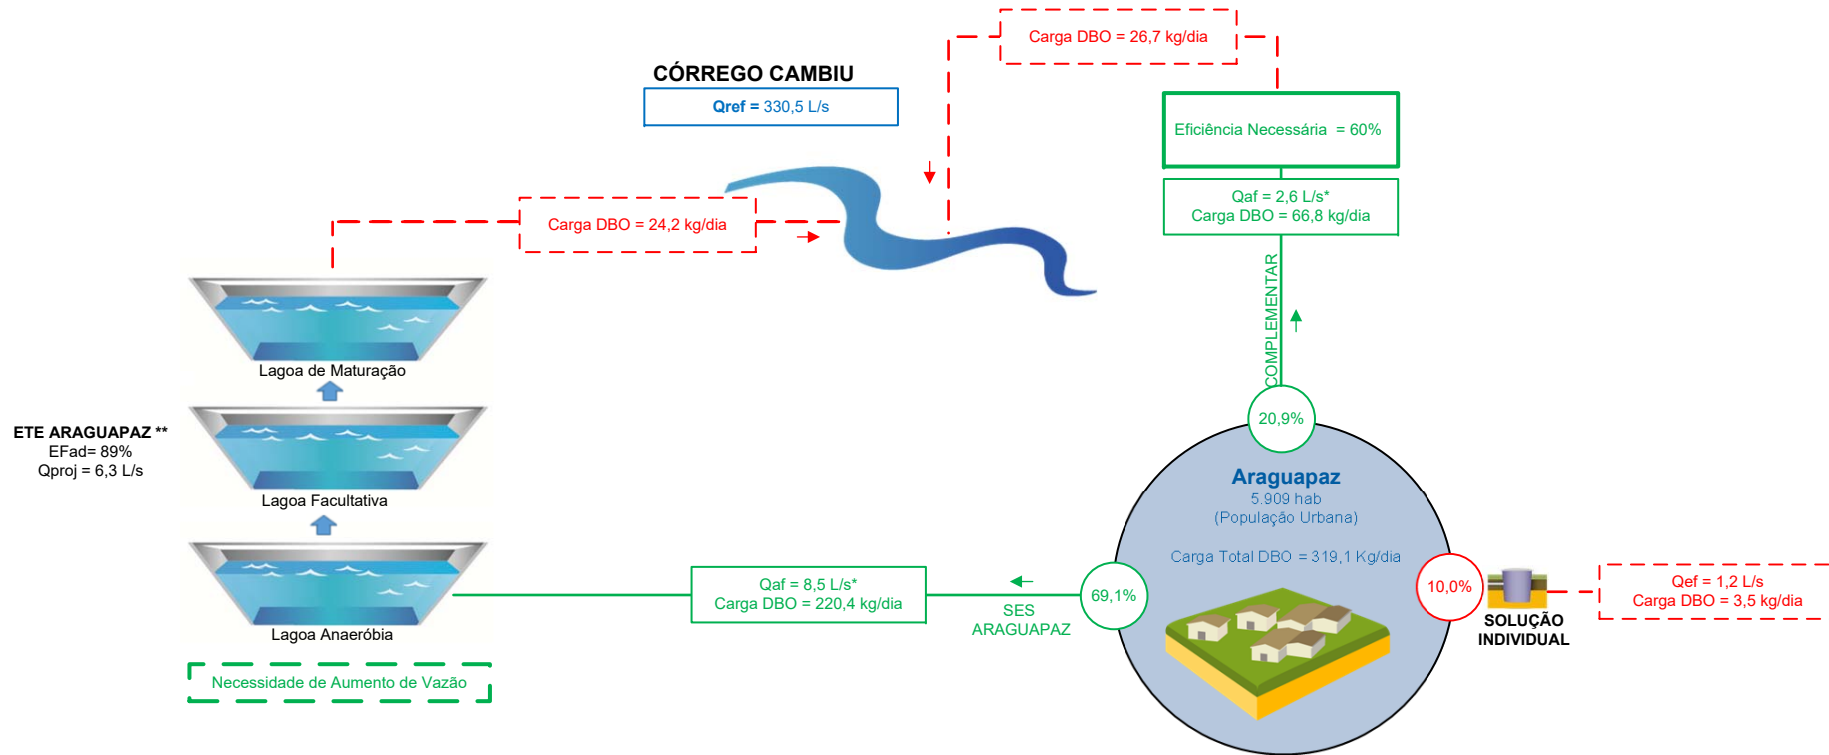 Carga DBO = 26,7 kg/dia
CÓRREGO CAMBIU
Qref = 330,5 L/s
Eficiência Necessária = 60%
Qaf = 2,6 L/s*
Carga DBO = 66,8 kg/dia
Carga DBO = 24,2 kg/dia
COMPLEMENTAR
Lagoa de Maturação
ETE ARAGUAPAZ **
EFad= 89%
Qproj = 6,3 L/s
Lagoa Facultativa
20,9%
Araguapaz
5.909 hab
(População Urbana)
Carga Total DBO = 319,1 Kg/dia
Qaf = 8,5 L/s*
Carga DBO = 220,4 kg/dia
SES
ARAGUAPAZ
69,1%
10,0%
SOLUÇÃO
INDIVIDUAL
Qef = 1,2 L/s
Carga DBO = 3,5 kg/dia
Lagoa Anaeróbia
Necessidade de Aumento de Vazão